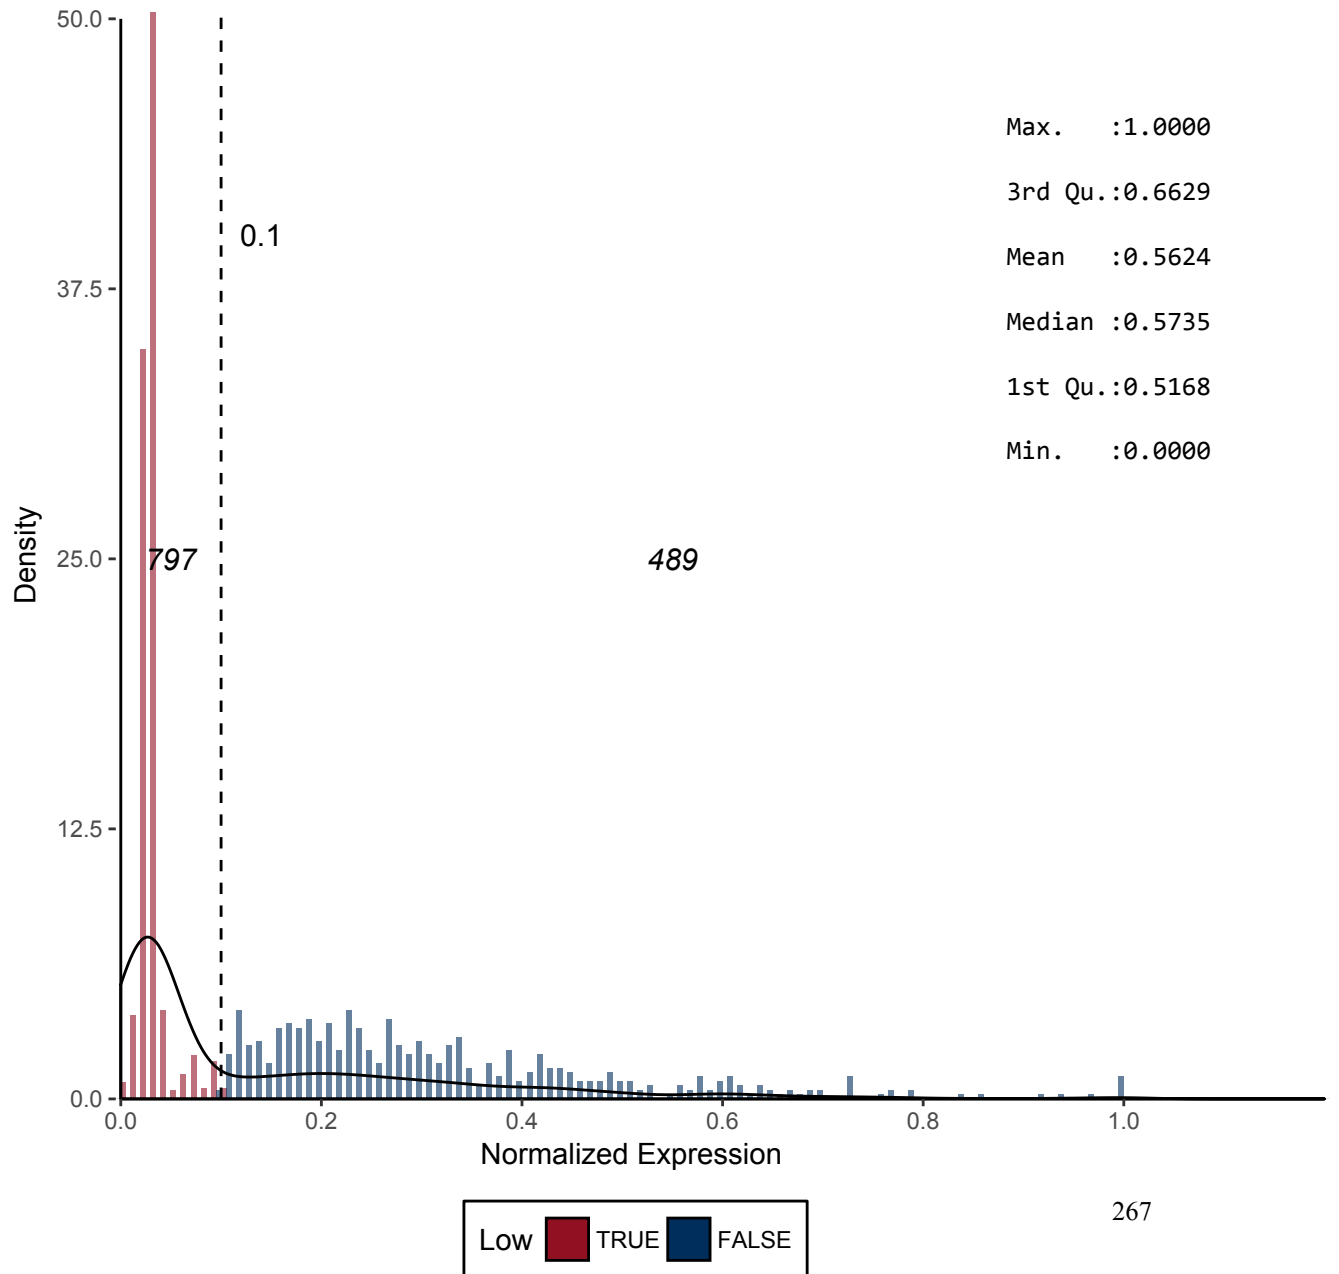 50.0
37.5
25.0
12.5
0.0
Density
0.1
797
489
Max.   :1.0000
3rd Qu.:0.6629
Mean   :0.5624
Median :0.5735
1st Qu.:0.5168
Min.   :0.0000
0.0 0.2 0.4 0.6 0.8 1.0
Normalized Expression
Low TRUE FALSE
267